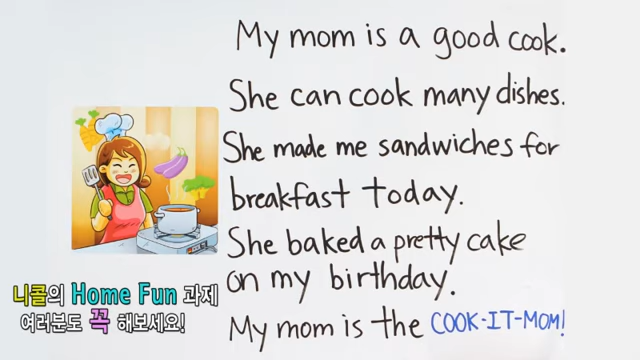 My mom is a good cook.
She can cook many dishes.
She made me sandwiches for
breakfast today.
She baked a pretty cake
on my birthday.
My mom is the COOK-IT-MOM!
니콜의 Home Fun 과제
여러분도 꼭 해보세요!